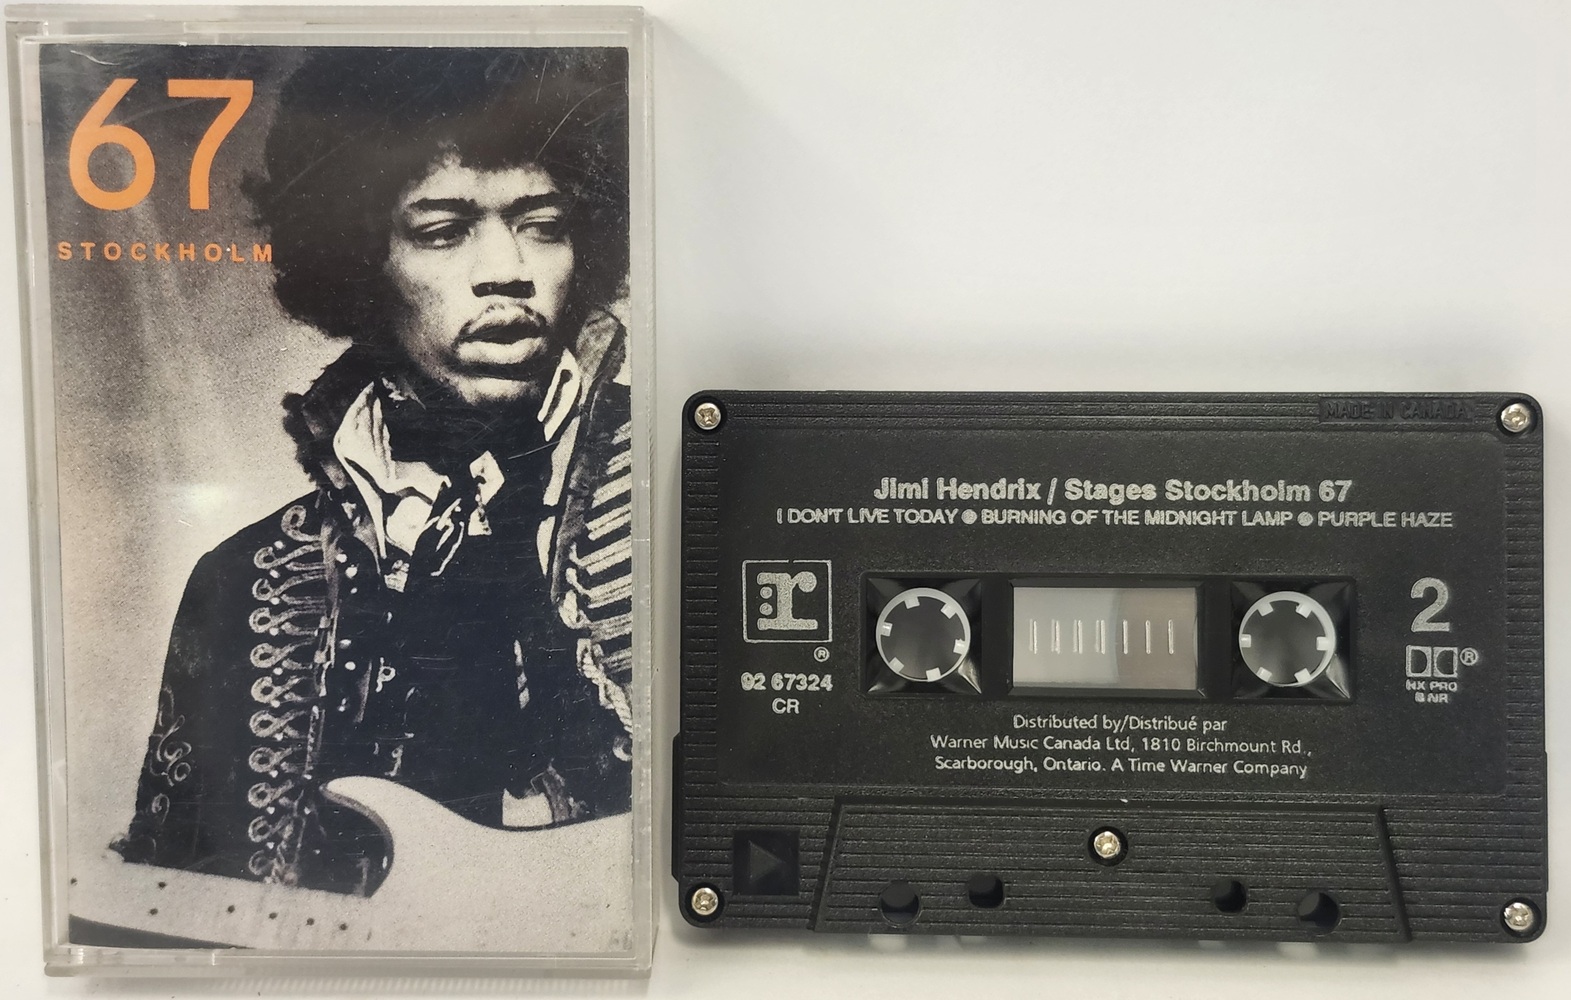 67
STOCKHOLM
MADE IN CANADA
Jimi Hendrix / Stages Stockholm 67
I DON'T LIVE TODAY ● BURNING OF THE MIDNIGHT LAMP ● PURPLE HAZE
r
®
92 67324
CR
2
®
HX PRO
B NR
Distributed by/Distribué par
Warner Music Canada Ltd, 1810 Birchmount Rd.,
Scarborough, Ontario. A Time Warner Company